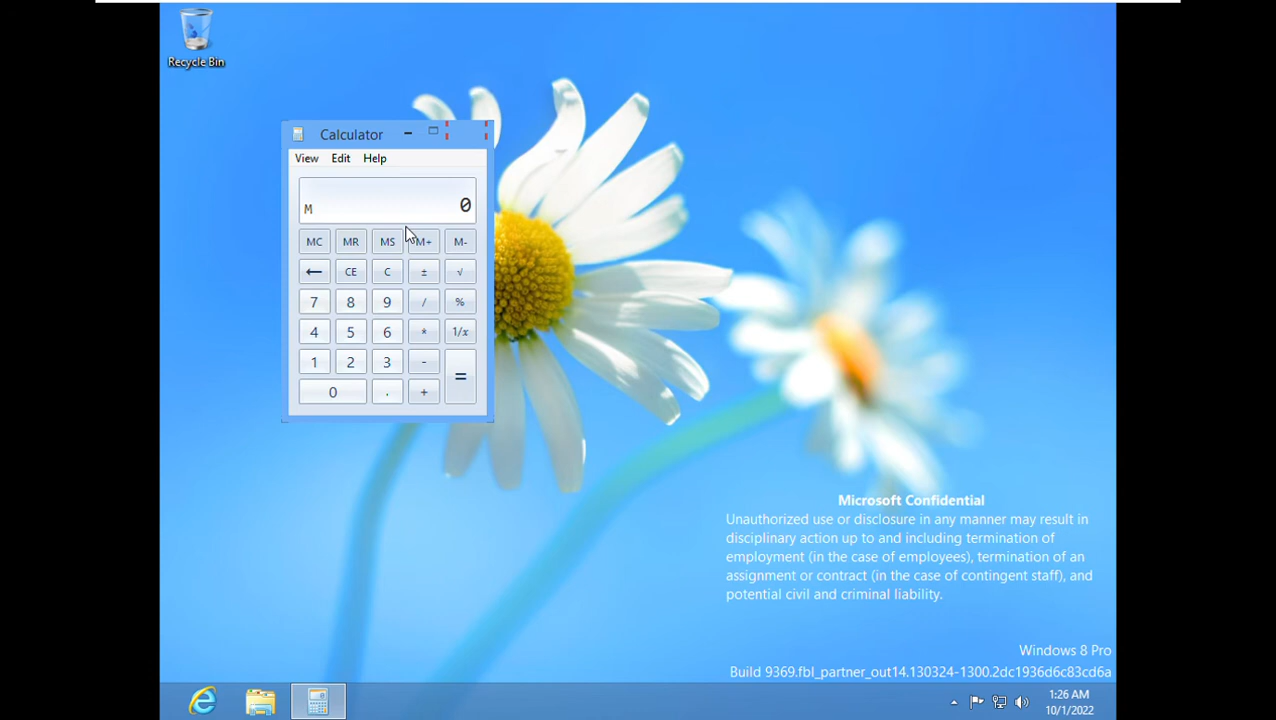 Recycle Bin
Calculator
View Edit Help
M
0
MC MR MS M+ M-
← CE C ± √
7 8 9 / %
4 5 6 * 1/x
1 2 3 - =
0 . +
Microsoft Confidential
Unauthorized use or disclosure in any manner may result in
disciplinary action up to and including termination of
employment (in the case of employees), termination of an
assignment or contract (in the case of contingent staff), and
potential civil and criminal liability.
Windows 8 Pro
Build 9369.fbl_partner_out14.130324-1300.2dc1936d6c83cd6a
1:26 AM
10/1/2022